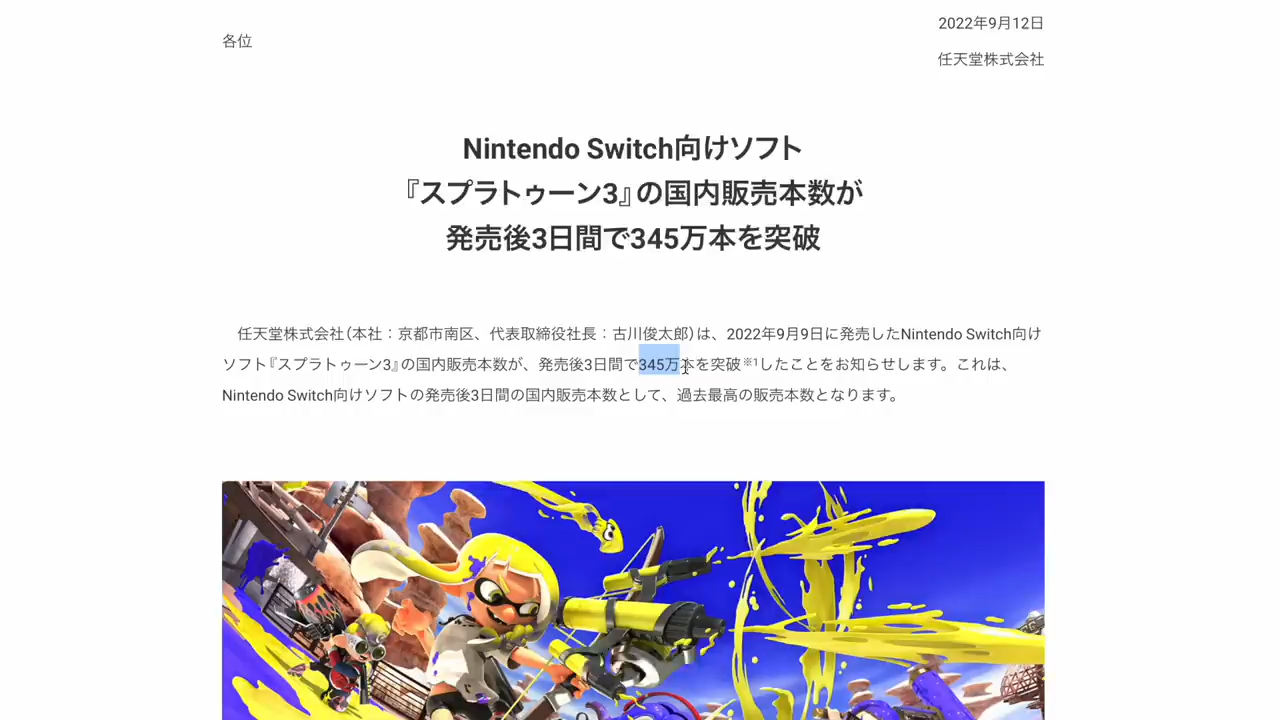 2022年9月12日
各位
任天堂株式会社
Nintendo Switch向けソフト
『スプラトゥーン3』の国内販売本数が
発売後3日間で345万本を突破
任天堂株式会社（本社：京都市南区、代表取締役社長：古川俊太郎）は、2022年9月9日に発売したNintendo Switch向け
ソフト『スプラトゥーン3』の国内販売本数が、発売後3日間で345万本を突破※1したことをお知らせします。これは、
Nintendo Switch向けソフトの発売後3日間の国内販売本数として、過去最高の販売本数となります。